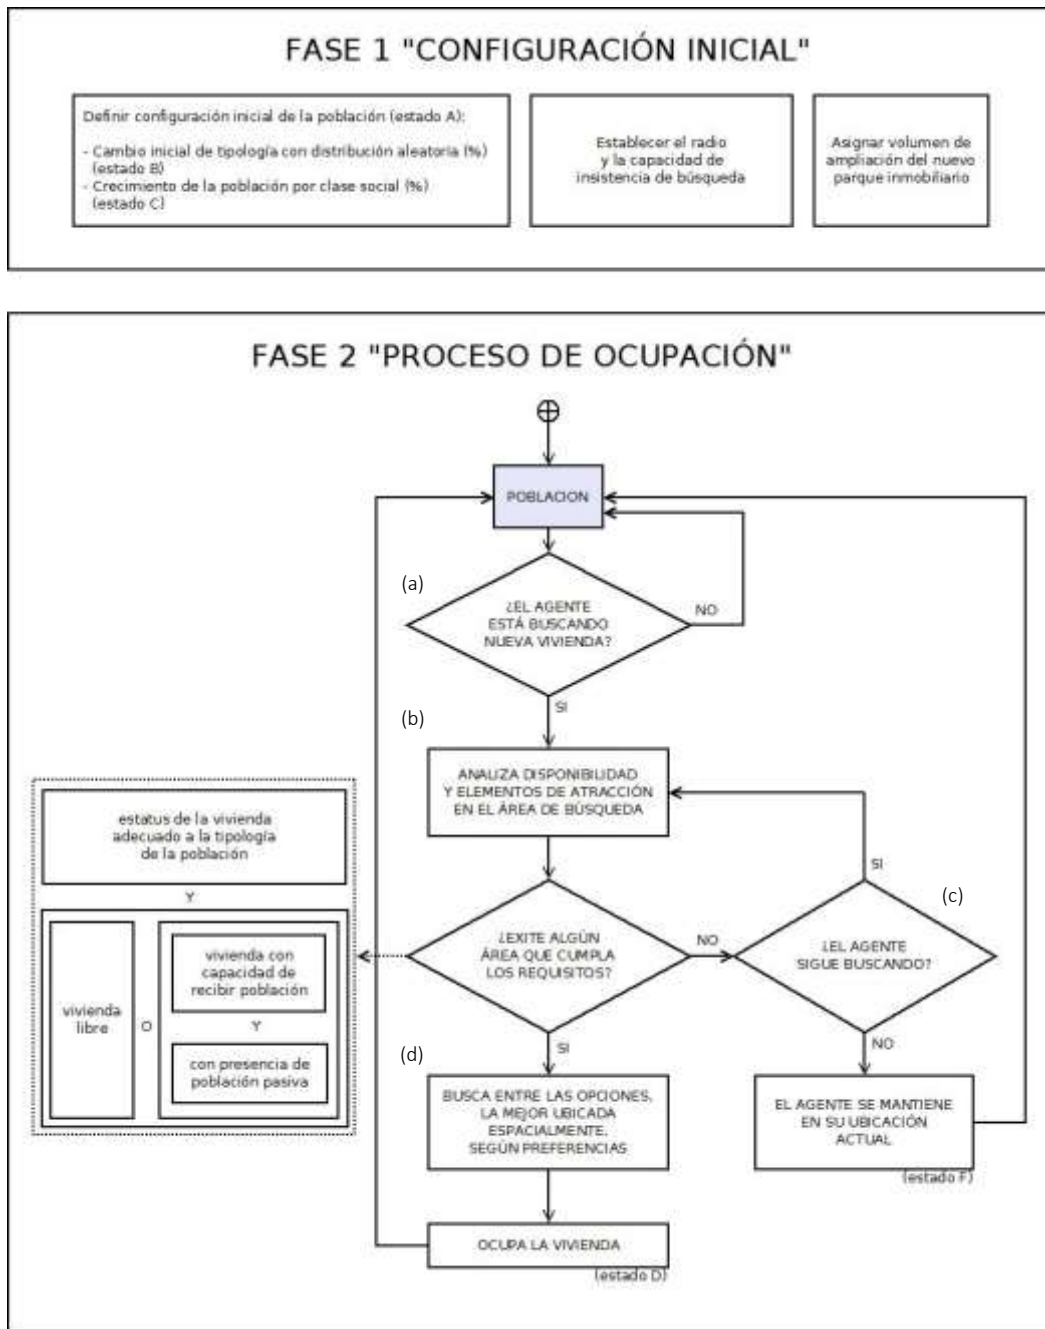 FASE 1 "CONFIGURACIÓN INICIAL"
Definir configuración inicial de la población (estado A):
- Cambio inicial de tipología con distribución aleatoria (%)
(estado B)
- Crecimiento de la población por clase social (%)
(estado C)
Establecer el radio
y la capacidad de
insistencia de búsqueda
Asignar volumen de
ampliación del nuevo
parque inmobiliario
FASE 2 "PROCESO DE OCUPACIÓN"
POBLACION
(a)
¿EL AGENTE
ESTÁ BUSCANDO
NUEVA VIVIENDA?
NO
SI
(b)
ANALIZA DISPONIBILIDAD
Y ELEMENTOS DE ATRACCIÓN
EN EL ÁREA DE BÚSQUEDA
estatus de la vivienda
adecuado a la tipología
de la población
Y
vivienda
libre
O
vivienda con
capacidad de
recibir población
Y
con presencia de
población pasiva
¿EXITE ALGÚN
ÁREA QUE CUMPLA
LOS REQUISITOS?
NO
SI
(c)
¿EL AGENTE
SIGUE BUSCANDO?
SI
NO
(d)
BUSCA ENTRE LAS OPCIONES,
LA MEJOR UBICADA
ESPACIALMENTE,
SEGÚN PREFERENCIAS
EL AGENTE SE MANTIENE
EN SU UBICACIÓN
ACTUAL
(estado F)
OCUPA LA VIVIENDA
(estado D)